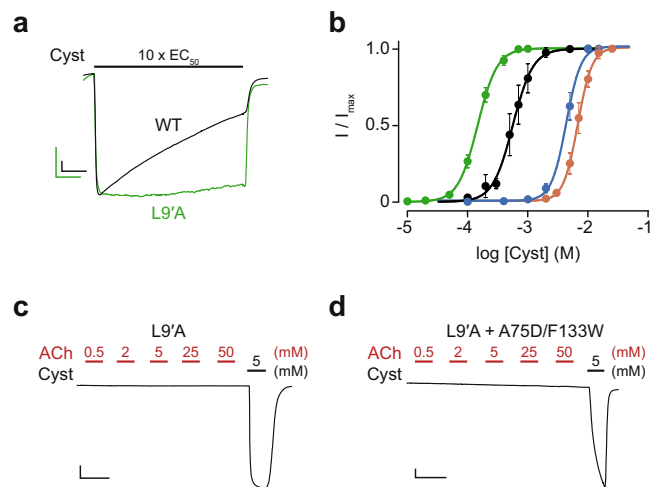 a
Cyst 10 x EC50
WT
L9'A
b
I / Imax
1.0
0.5
0
-5 -4 -3 -2 -1
log [Cyst] (M)
c
L9'A
ACh 0.5 2 5 25 50 (mM)
Cyst 5 (mM)
d
L9'A + A75D/F133W
ACh 0.5 2 5 25 50 (mM)
Cyst 5 (mM)